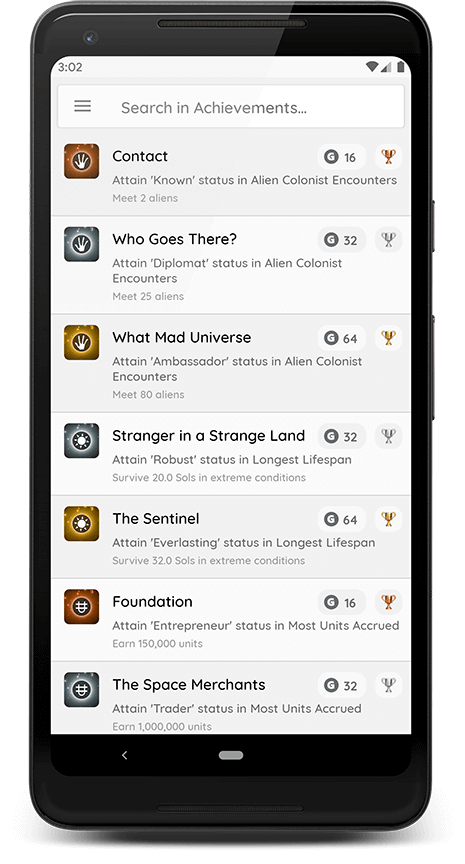 3:02
Search in Achievements...
Contact
G 16
Attain 'Known' status in Alien Colonist Encounters
Meet 2 aliens
Who Goes There?
G 32
Attain 'Diplomat' status in Alien Colonist
Encounters
Meet 25 aliens
What Mad Universe
G 64
Attain 'Ambassador' status in Alien Colonist
Encounters
Meet 80 aliens
Stranger in a Strange Land
G 32
Attain 'Robust' status in Longest Lifespan
Survive 20.0 Sols in extreme conditions
The Sentinel
G 64
Attain 'Everlasting' status in Longest Lifespan
Survive 32.0 Sols in extreme conditions
Foundation
G 16
Attain 'Entrepreneur' status in Most Units Accrued
Earn 150,000 units
The Space Merchants
G 32
Attain 'Trader' status in Most Units Accrued
Earn 1,000,000 units